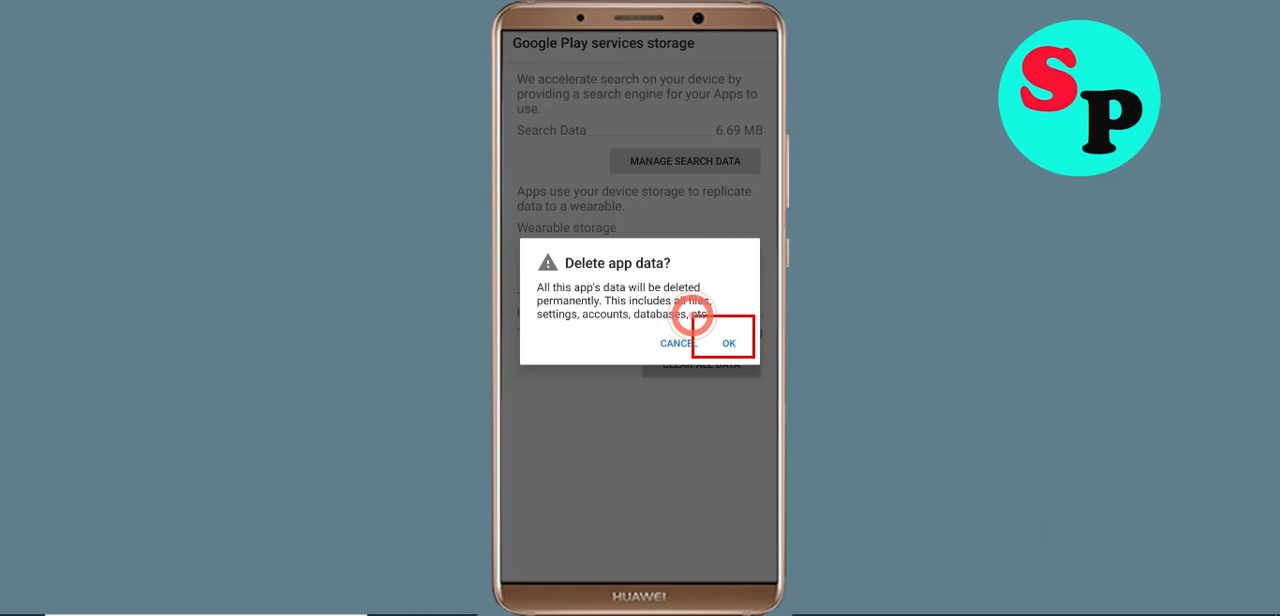 Google Play services storage
We accelerate search on your device by
providing a search engine for your Apps to
use.
Search Data 6.69 MB
MANAGE SEARCH DATA
Apps use your device storage to replicate
data to a wearable.
Wearable storage
Delete app data?
All this app's data will be deleted
permanently. This includes all files,
settings, accounts, databases, etc.
CANCEL OK
CLEAR ALL DATA
HUAWEI
SP